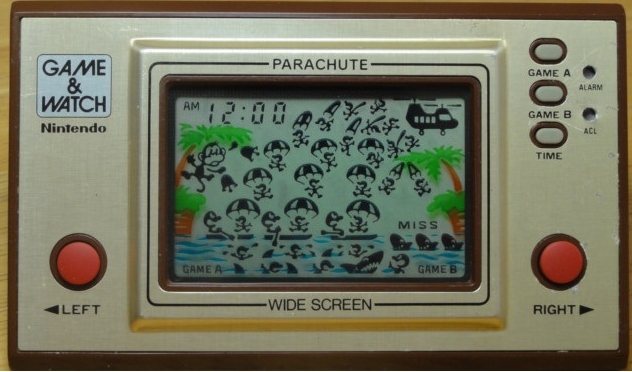 GAME
&
WATCH
Nintendo
PARACHUTE
AM 12:00
MISS
GAME A
GAME B
WIDE SCREEN
GAME A
ALARM
GAME B
ACL
TIME
◄LEFT
RIGHT►